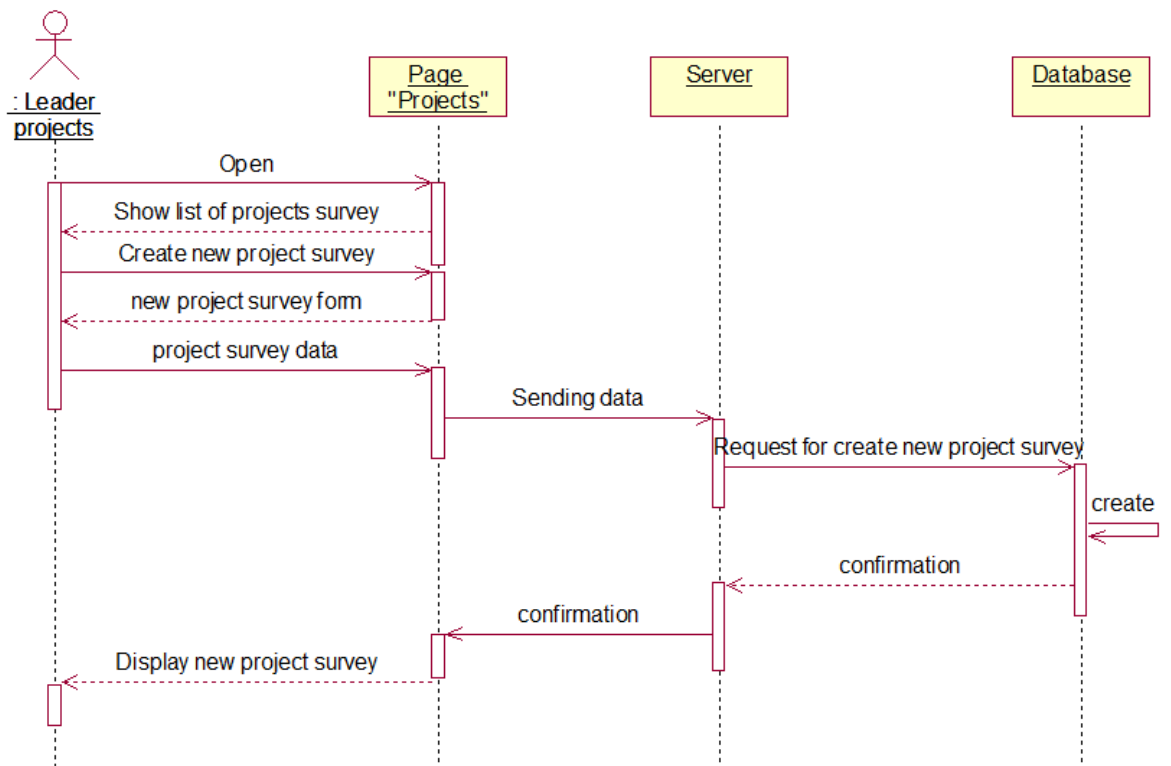 : Leader
projects
Page
"Projects"
Server
Database
Open
Show list of projects survey
Create new project survey
new project survey form
project survey data
Sending data
Request for create new project survey
create
confirmation
confirmation
Display new project survey